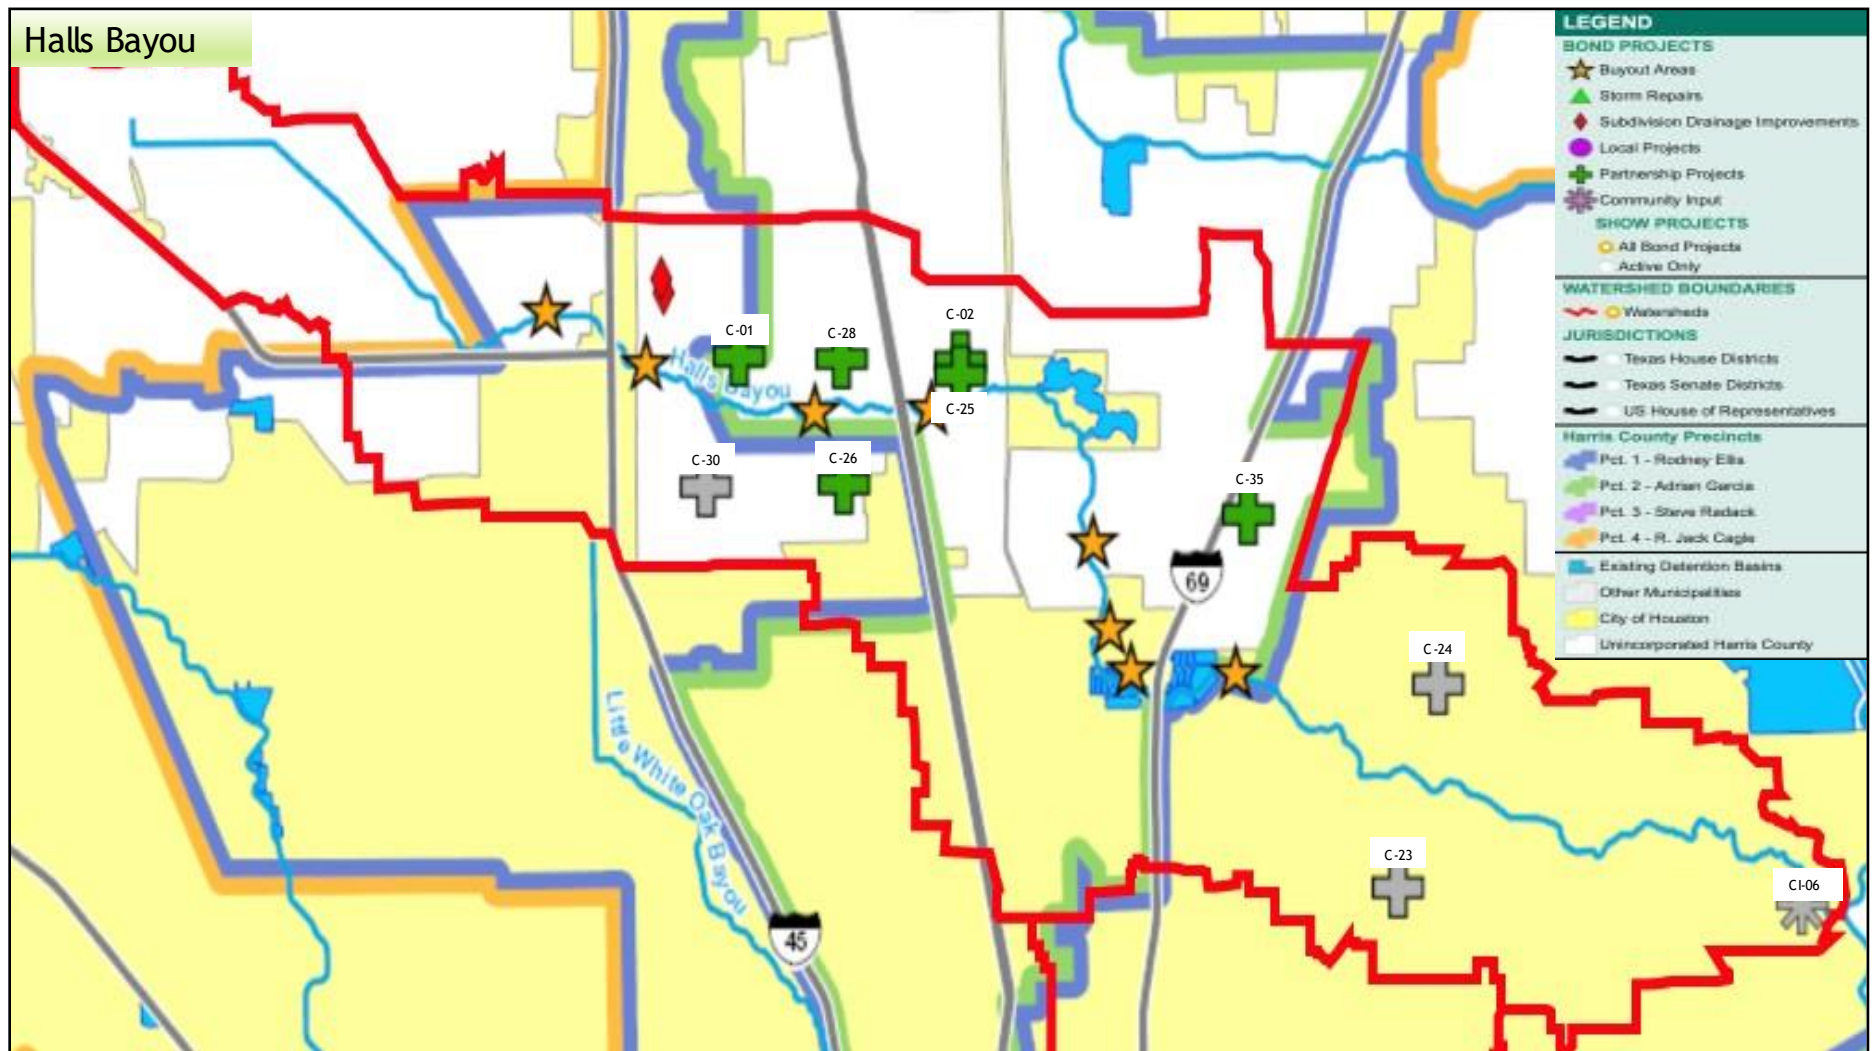 Halls Bayou
LEGEND
BOND PROJECTS
Buyout Areas
Storm Repairs
Subdivision Drainage Improvements
Local Projects
Partnership Projects
Community Input
SHOW PROJECTS
All Bond Projects
Active Only
WATERSHED BOUNDARIES
Watersheds
JURISDICTIONS
Texas House Districts
Texas Senate Districts
US House of Representatives
Harris County Precincts
Pct. 1 - Rodney Ellis
Pct. 2 - Adrian Garcia
Pct. 3 - Steve Radack
Pct. 4 - R. Jack Cagle
Existing Detention Basins
Other Municipalities
City of Houston
Unincorporated Harris County
C-01
C-28
C-02
Halls Bayou
C-25
C-30
C-26
C-35
69
C-24
Little White Oak Bayou
C-23
CI-06
45